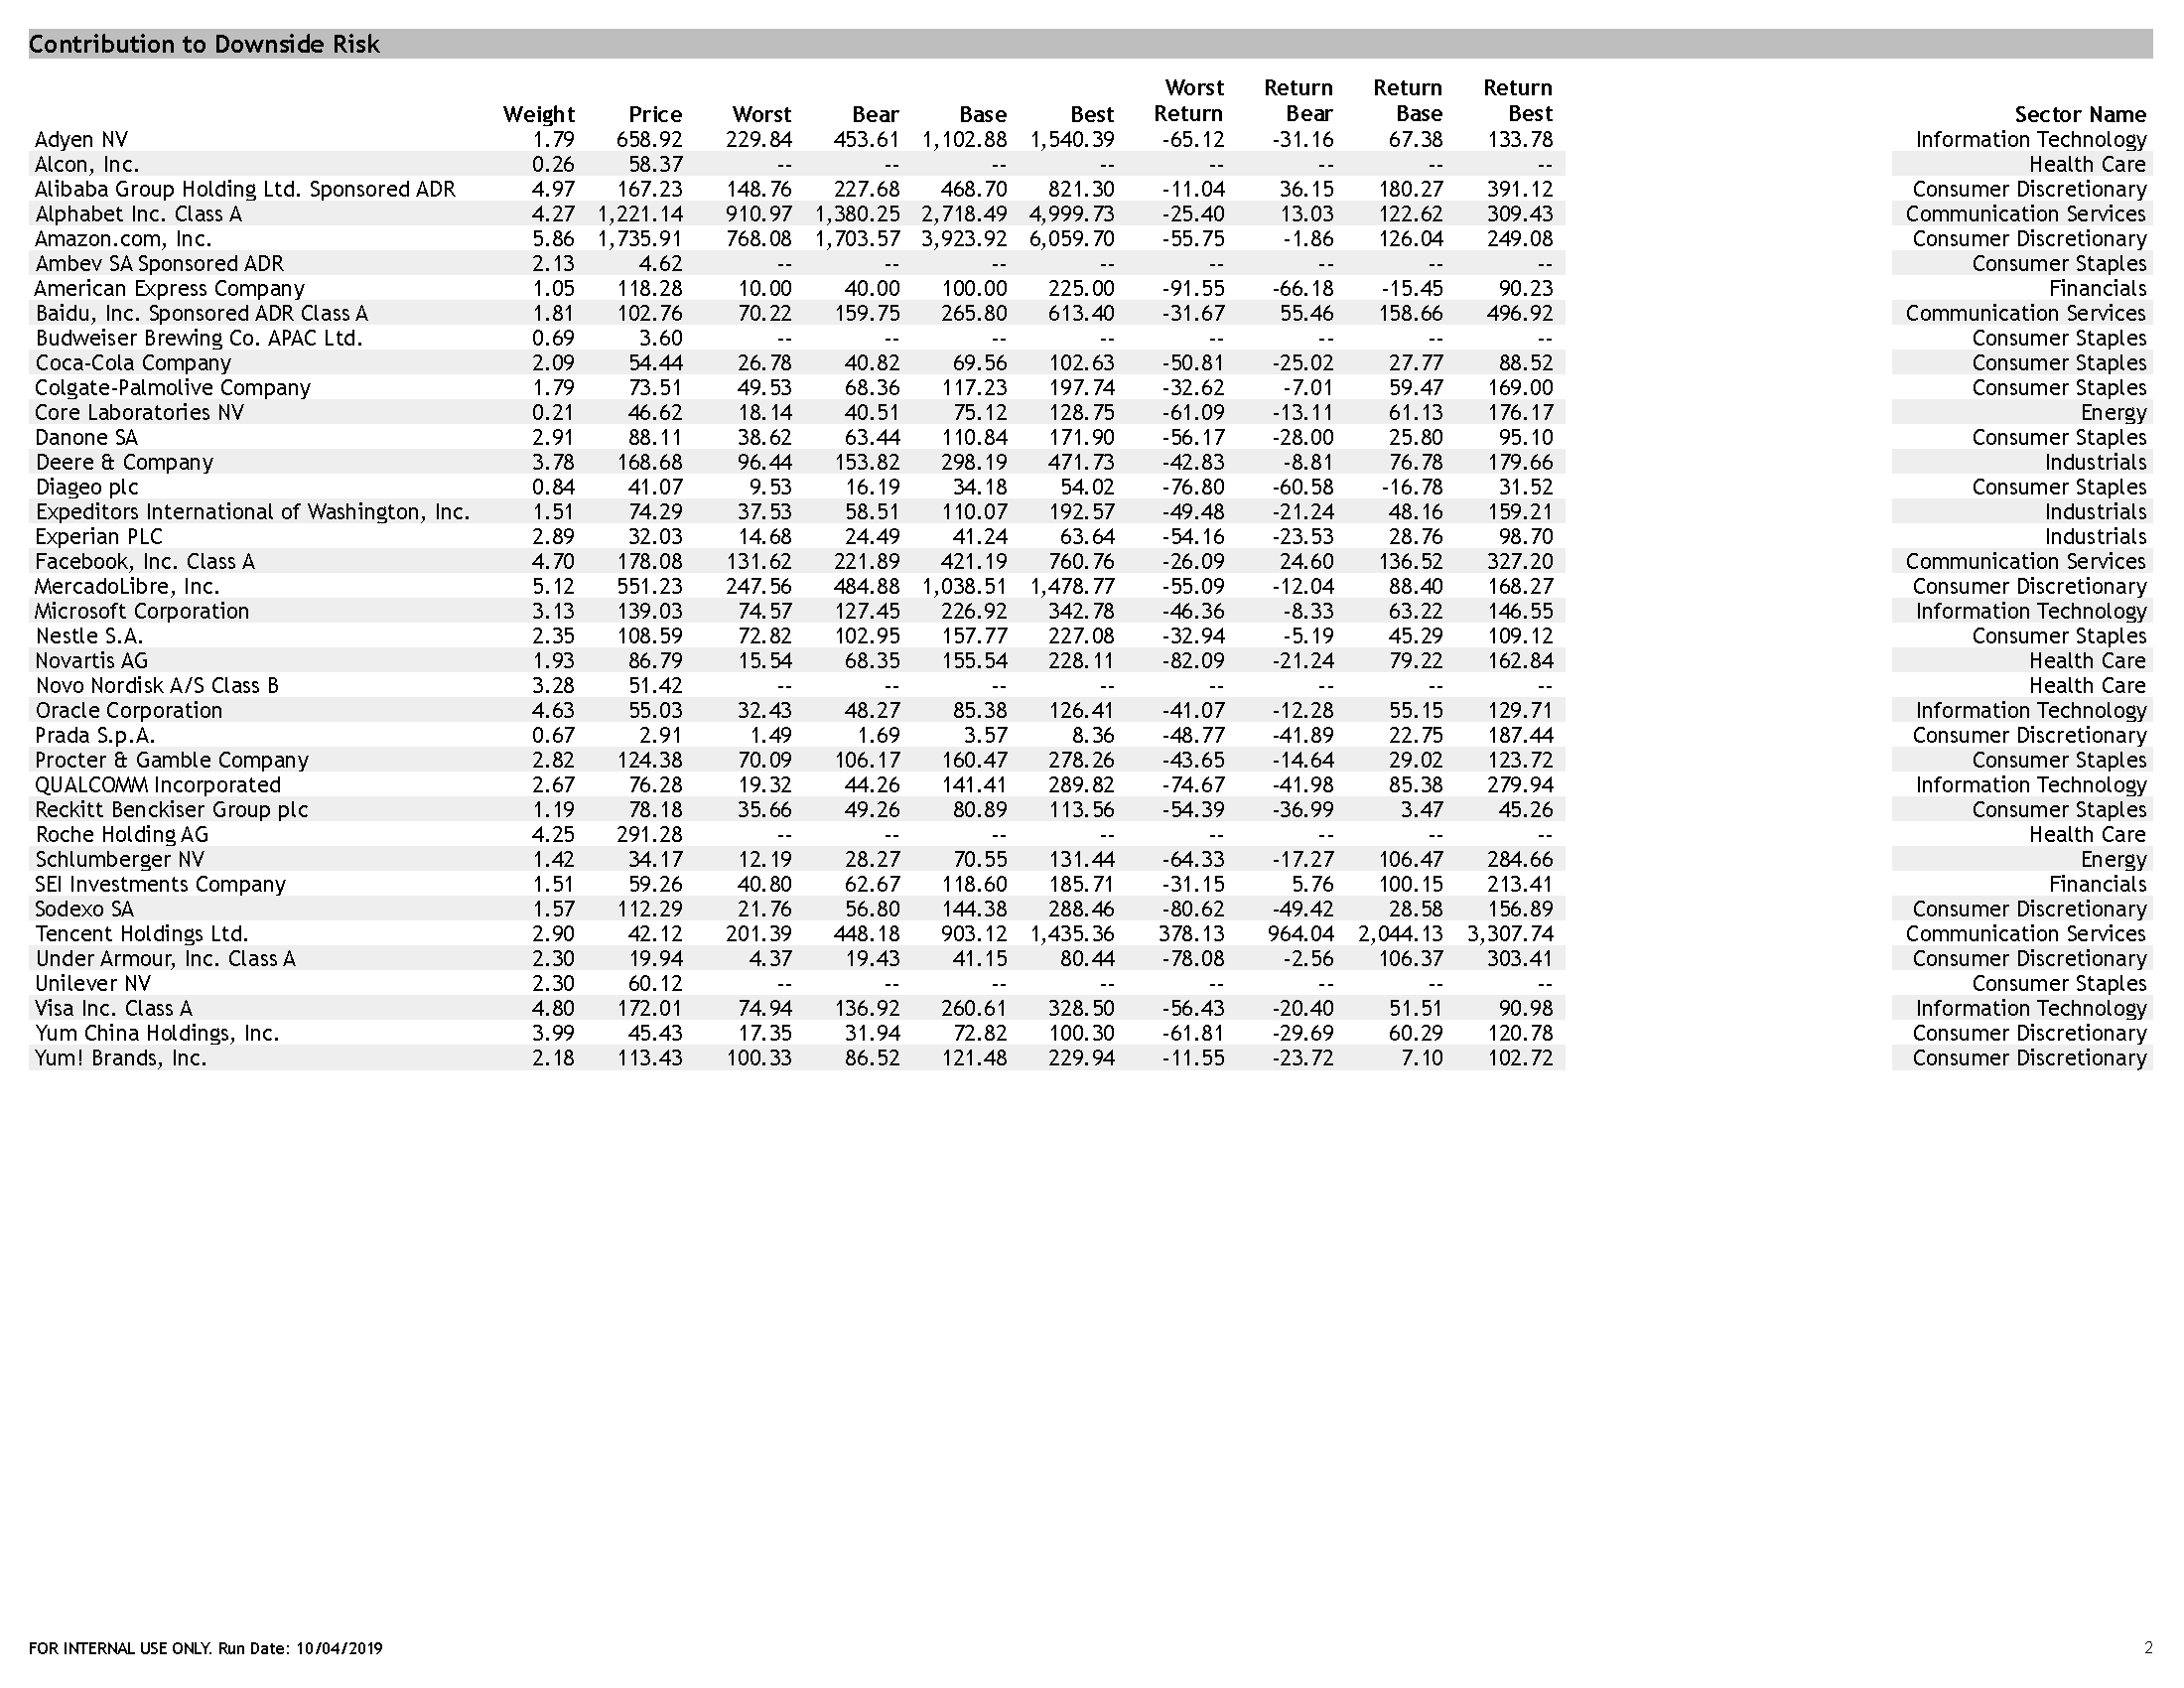 Contribution to Downside Risk
Worst Return Return Return
Weight Price Worst Bear Base Best Return Bear Base Best Sector Name
Adyen NV 1.79 658.92 229.84 453.61 1,102.88 1,540.39 -65.12 -31.16 67.38 133.78 Information Technology
Alcon, Inc. 0.26 58.37 -- -- -- -- -- -- -- -- Health Care
Alibaba Group Holding Ltd. Sponsored ADR 4.97 167.23 148.76 227.68 468.70 821.30 -11.04 36.15 180.27 391.12 Consumer Discretionary
Alphabet Inc. Class A 4.27 1,221.14 910.97 1,380.25 2,718.49 4,999.73 -25.40 13.03 122.62 309.43 Communication Services
Amazon.com, Inc. 5.86 1,735.91 768.08 1,703.57 3,923.92 6,059.70 -55.75 -1.86 126.04 249.08 Consumer Discretionary
Ambev SA Sponsored ADR 2.13 4.62 -- -- -- -- -- -- -- -- Consumer Staples
American Express Company 1.05 118.28 10.00 40.00 100.00 225.00 -91.55 -66.18 -15.45 90.23 Financials
Baidu, Inc. Sponsored ADR Class A 1.81 102.76 70.22 159.75 265.80 613.40 -31.67 55.46 158.66 496.92 Communication Services
Budweiser Brewing Co. APAC Ltd. 0.69 3.60 -- -- -- -- -- -- -- -- Consumer Staples
Coca-Cola Company 2.09 54.44 26.78 40.82 69.56 102.63 -50.81 -25.02 27.77 88.52 Consumer Staples
Colgate-Palmolive Company 1.79 73.51 49.53 68.36 117.23 197.74 -32.62 -7.01 59.47 169.00 Consumer Staples
Core Laboratories NV 0.21 46.62 18.14 40.51 75.12 128.75 -61.09 -13.11 61.13 176.17 Energy
Danone SA 2.91 88.11 38.62 63.44 110.84 171.90 -56.17 -28.00 25.80 95.10 Consumer Staples
Deere & Company 3.78 168.68 96.44 153.82 298.19 471.73 -42.83 -8.81 76.78 179.66 Industrials
Diageo plc 0.84 41.07 9.53 16.19 34.18 54.02 -76.80 -60.58 -16.78 31.52 Consumer Staples
Expeditors International of Washington, Inc. 1.51 74.29 37.53 58.51 110.07 192.57 -49.48 -21.24 48.16 159.21 Industrials
Experian PLC 2.89 32.03 14.68 24.49 41.24 63.64 -54.16 -23.53 28.76 98.70 Industrials
Facebook, Inc. Class A 4.70 178.08 131.62 221.89 421.19 760.76 -26.09 24.60 136.52 327.20 Communication Services
MercadoLibre, Inc. 5.12 551.23 247.56 484.88 1,038.51 1,478.77 -55.09 -12.04 88.40 168.27 Consumer Discretionary
Microsoft Corporation 3.13 139.03 74.57 127.45 226.92 342.78 -46.36 -8.33 63.22 146.55 Information Technology
Nestle S.A. 2.35 108.59 72.82 102.95 157.77 227.08 -32.94 -5.19 45.29 109.12 Consumer Staples
Novartis AG 1.93 86.79 15.54 68.35 155.54 228.11 -82.09 -21.24 79.22 162.84 Health Care
Novo Nordisk A/S Class B 3.28 51.42 -- -- -- -- -- -- -- -- Health Care
Oracle Corporation 4.63 55.03 32.43 48.27 85.38 126.41 -41.07 -12.28 55.15 129.71 Information Technology
Prada S.p.A. 0.67 2.91 1.49 1.69 3.57 8.36 -48.77 -41.89 22.75 187.44 Consumer Discretionary
Procter & Gamble Company 2.82 124.38 70.09 106.17 160.47 278.26 -43.65 -14.64 29.02 123.72 Consumer Staples
QUALCOMM Incorporated 2.67 76.28 19.32 44.26 141.41 289.82 -74.67 -41.98 85.38 279.94 Information Technology
Reckitt Benckiser Group plc 1.19 78.18 35.66 49.26 80.89 113.56 -54.39 -36.99 3.47 45.26 Consumer Staples
Roche Holding AG 4.25 291.28 -- -- -- -- -- -- -- -- Health Care
Schlumberger NV 1.42 34.17 12.19 28.27 70.55 131.44 -64.33 -17.27 106.47 284.66 Energy
SEI Investments Company 1.51 59.26 40.80 62.67 118.60 185.71 -31.15 5.76 100.15 213.41 Financials
Sodexo SA 1.57 112.29 21.76 56.80 144.38 288.46 -80.62 -49.42 28.58 156.89 Consumer Discretionary
Tencent Holdings Ltd. 2.90 42.12 201.39 448.18 903.12 1,435.36 378.13 964.04 2,044.13 3,307.74 Communication Services
Under Armour, Inc. Class A 2.30 19.94 4.37 19.43 41.15 80.44 -78.08 -2.56 106.37 303.41 Consumer Discretionary
Unilever NV 2.30 60.12 -- -- -- -- -- -- -- -- Consumer Staples
Visa Inc. Class A 4.80 172.01 74.94 136.92 260.61 328.50 -56.43 -20.40 51.51 90.98 Information Technology
Yum China Holdings, Inc. 3.99 45.43 17.35 31.94 72.82 100.30 -61.81 -29.69 60.29 120.78 Consumer Discretionary
Yum! Brands, Inc. 2.18 113.43 100.33 86.52 121.48 229.94 -11.55 -23.72 7.10 102.72 Consumer Discretionary
FOR INTERNAL USE ONLY. Run Date: 10/04/2019 2